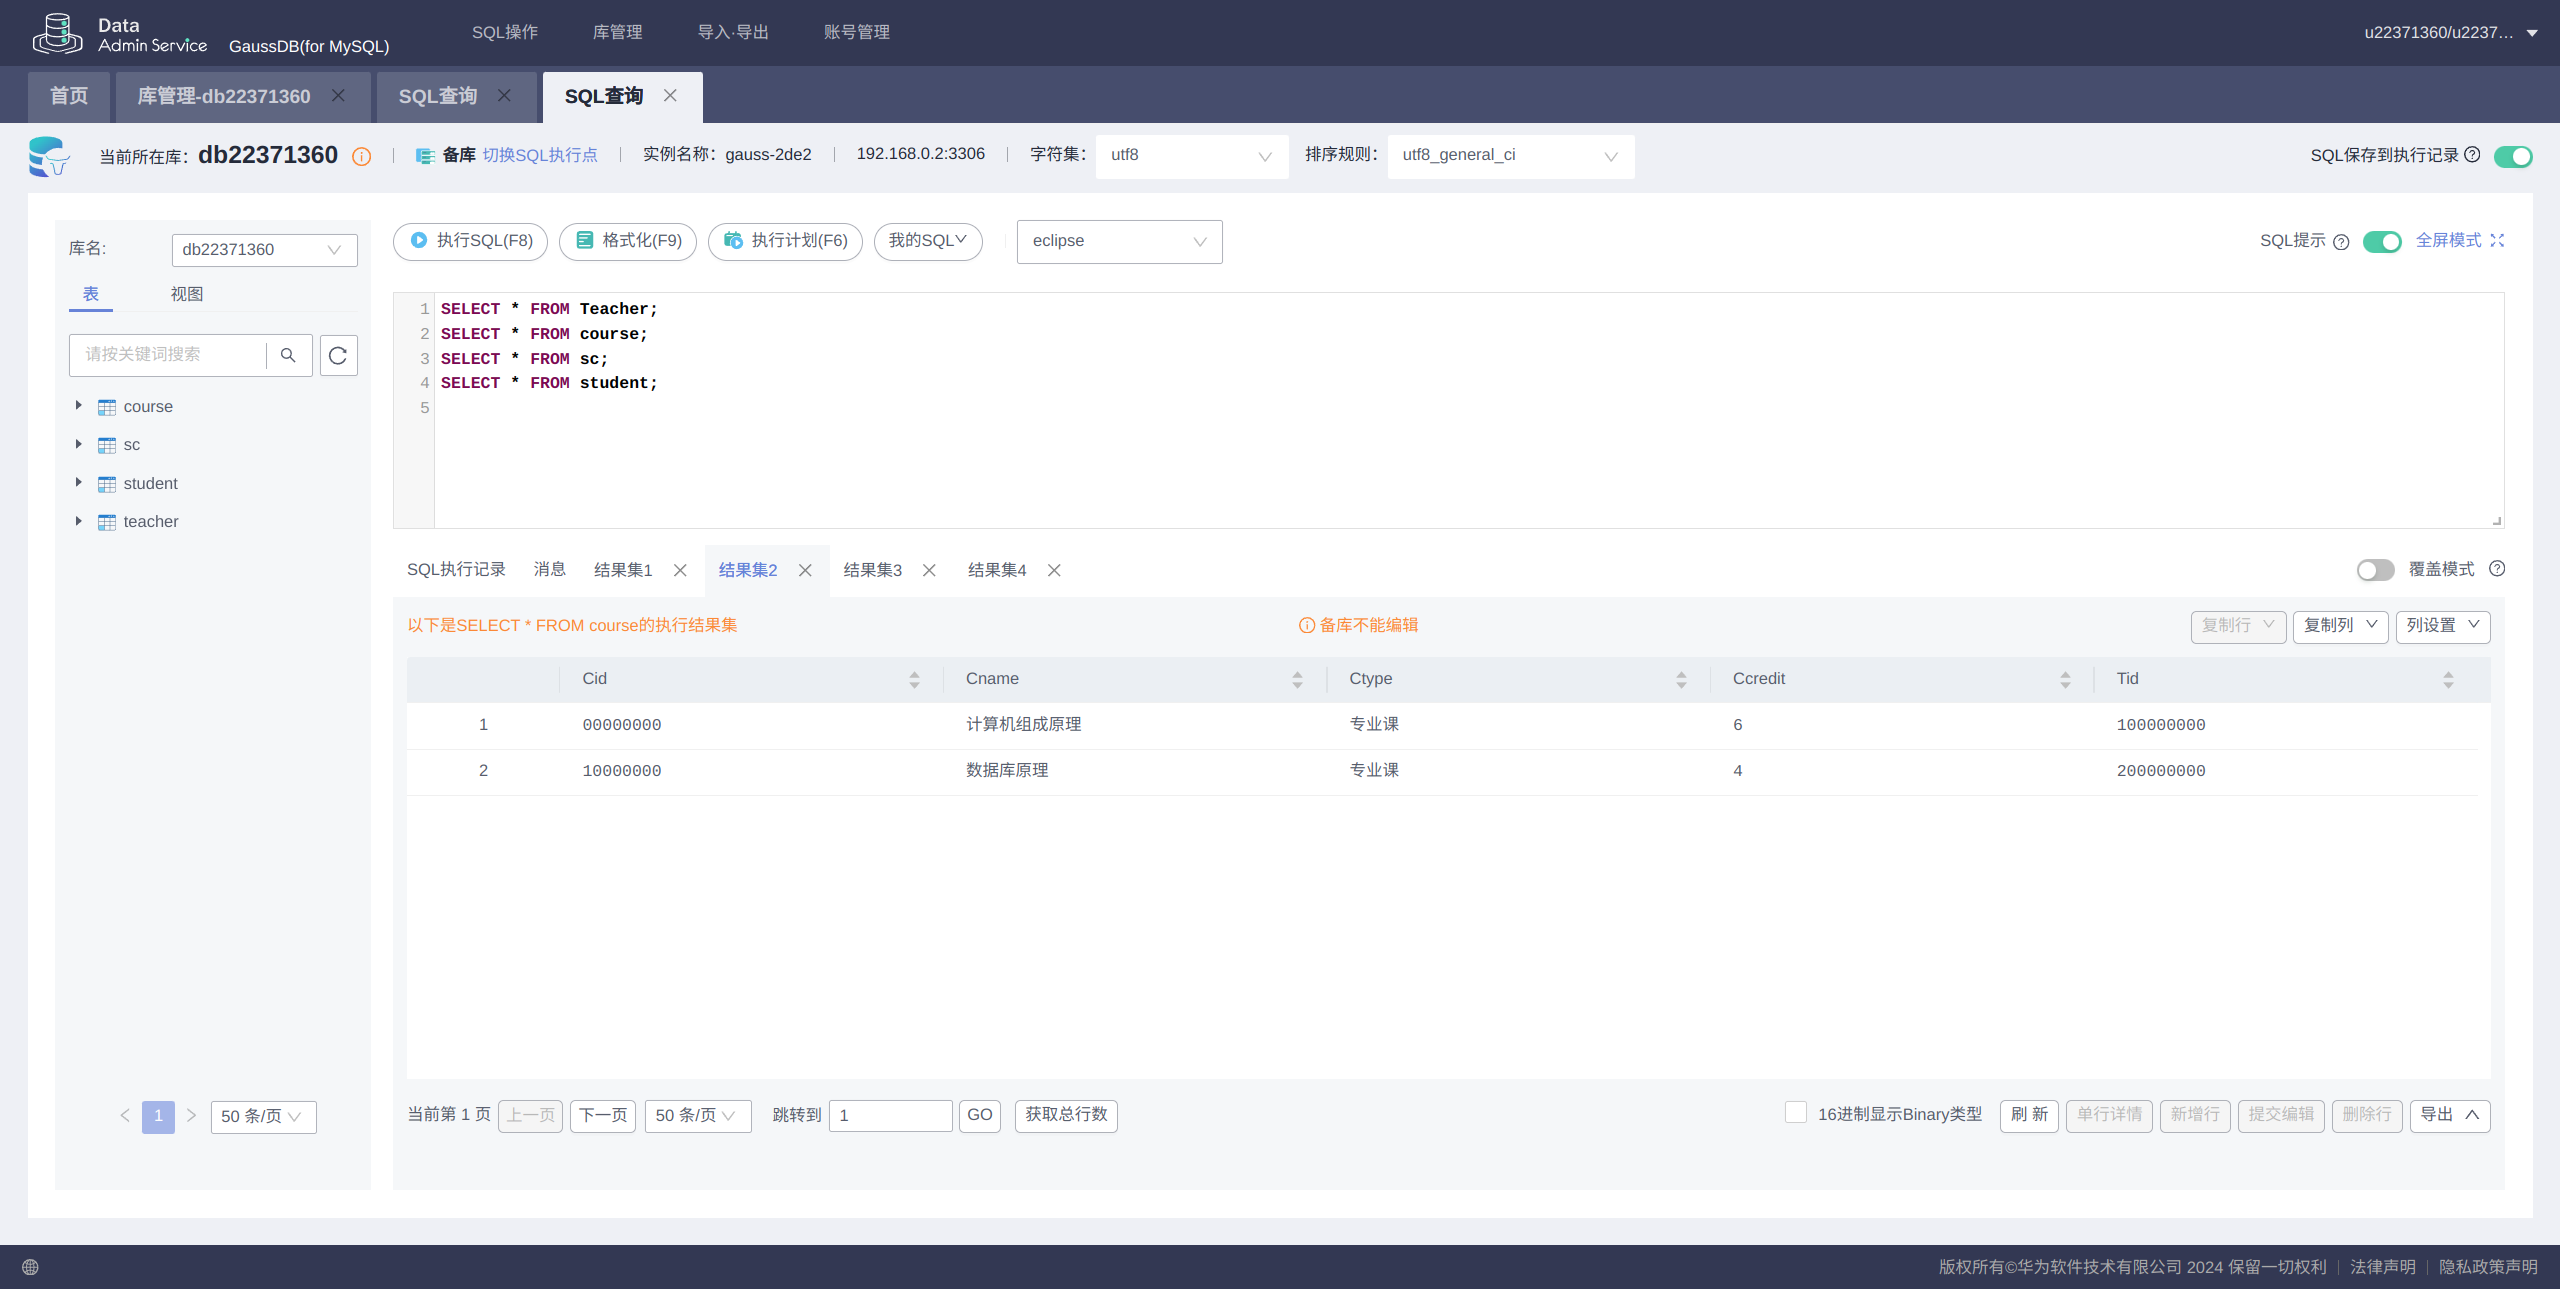 Data
Admin Service GaussDB(for MySQL) SQL操作 库管理 导入·导出 账号管理 u22371360/u2237...
首页 库管理-db22371360 SQL查询 SQL查询
当前所在库: db22371360 备库 切换SQL执行点 实例名称: gauss-2de2 192.168.0.2:3306 字符集: utf8 排序规则: utf8_general_ci SQL保存到执行记录
库名: db22371360
执行SQL(F8) 格式化(F9) 执行计划(F6) 我的SQL eclipse SQL提示 全屏模式
表 视图
请按关键词搜索
course
sc
student
teacher
1 SELECT * FROM Teacher;
2 SELECT * FROM course;
3 SELECT * FROM sc;
4 SELECT * FROM student;
5
SQL执行记录 消息 结果集1 结果集2 结果集3 结果集4 覆盖模式
以下是SELECT * FROM course的执行结果集 备库不能编辑 复制行 复制列 列设置
Cid Cname Ctype Ccredit Tid
1 00000000 计算机组成原理 专业课 6 100000000
2 10000000 数据库原理 专业课 4 200000000
1 50 条/页
当前第 1 页 上一页 下一页 50 条/页 跳转到 1 GO 获取总行数 16进制显示Binary类型 刷 新 单行详情 新增行 提交编辑 删除行 导出
版权所有©华为软件技术有限公司 2024 保留一切权利 法律声明 隐私政策声明